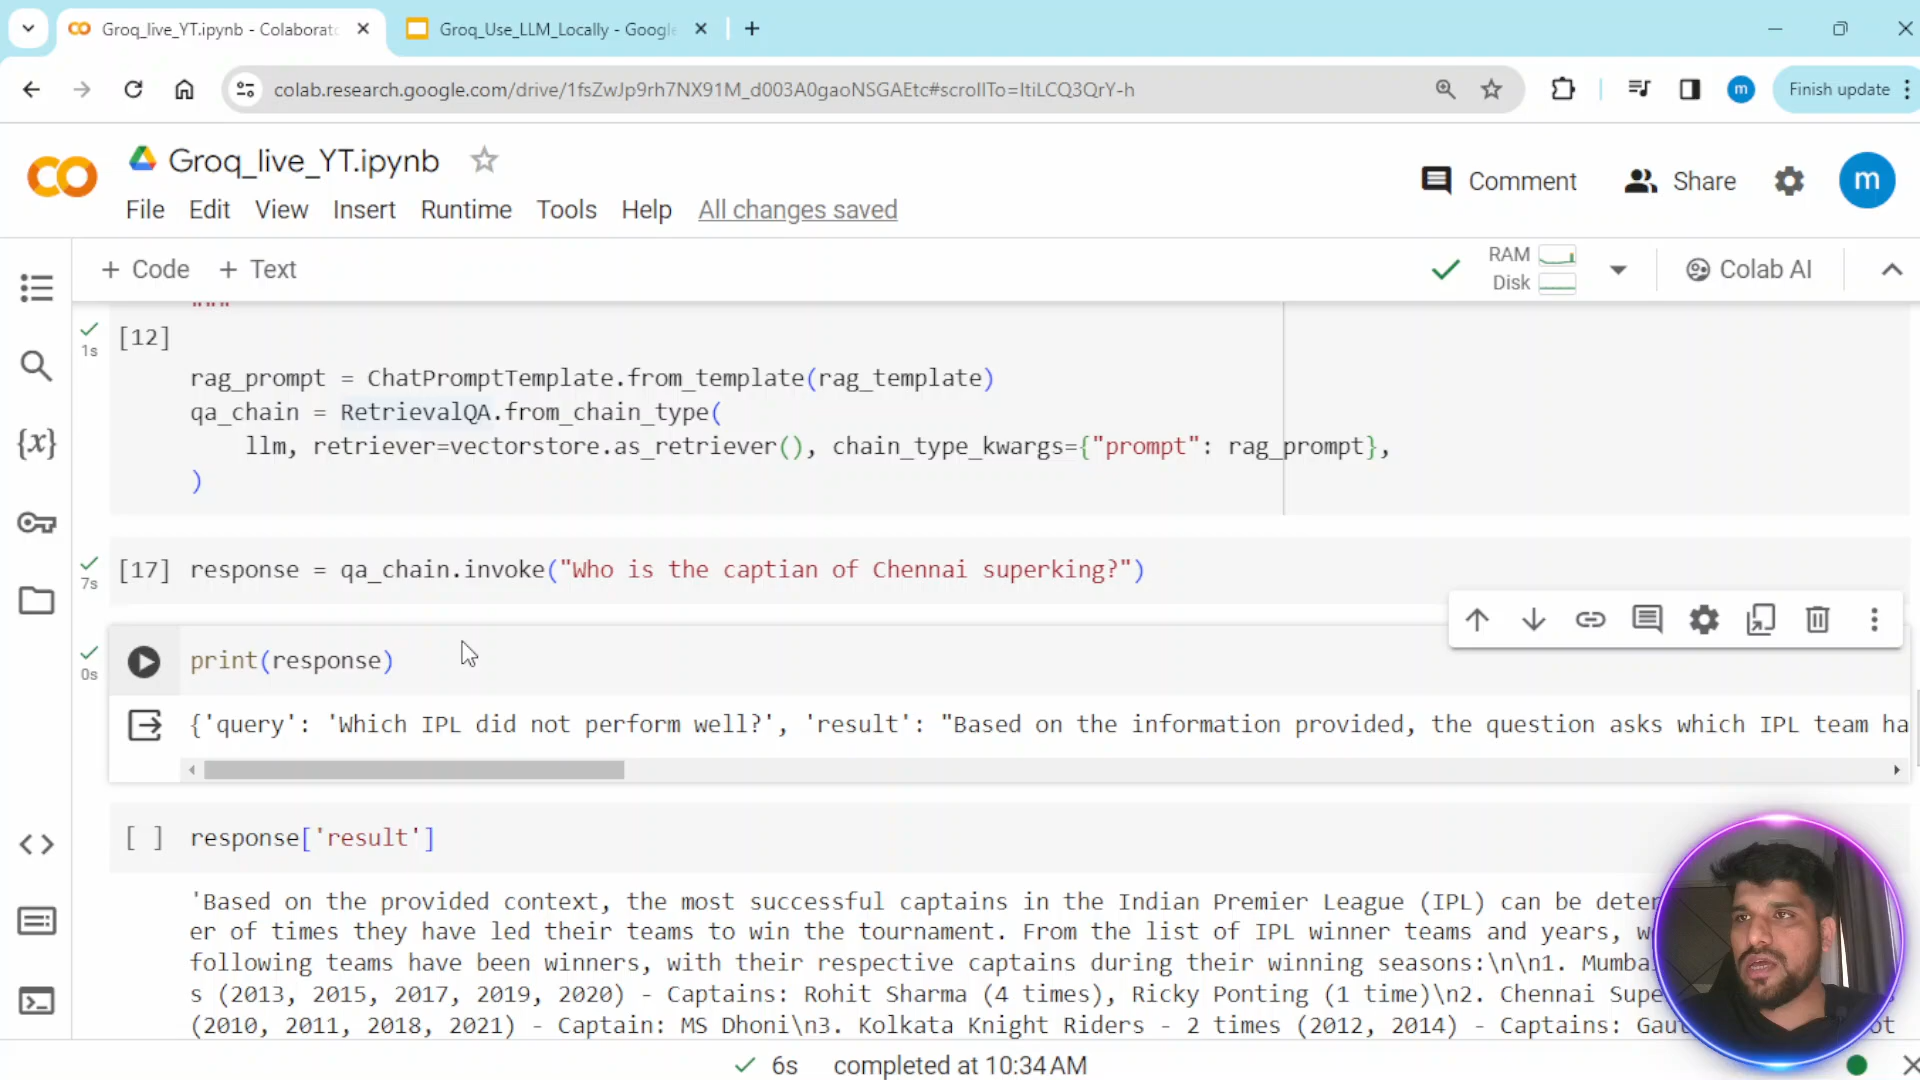 Groq_live_YT.ipynb - Colaborato
Groq_Use_LLM_Locally - Google
colab.research.google.com/drive/1fsZwJp9rh7NX91M_d003A0gaoNSGAEtc#scrollTo=ItiLCQ3QrY-h
m
Finish update
Groq_live_YT.ipynb
Comment
Share
m
File Edit View Insert Runtime Tools Help All changes saved
+ Code + Text
RAM
Disk
Colab AI
"""
1s
[12]
rag_prompt = ChatPromptTemplate.from_template(rag_template)
qa_chain = RetrievalQA.from_chain_type(
llm, retriever=vectorstore.as_retriever(), chain_type_kwargs={"prompt": rag_prompt},
)
7s
[17] response = qa_chain.invoke("Who is the captian of Chennai superking?")
0s
print(response)
{'query': 'Which IPL did not perform well?', 'result': "Based on the information provided, the question asks which IPL team ha
[ ] response['result']
'Based on the provided context, the most successful captains in the Indian Premier League (IPL) can be deter
er of times they have led their teams to win the tournament. From the list of IPL winner teams and years, w
following teams have been winners, with their respective captains during their winning seasons:\n\n1. Mumba
s (2013, 2015, 2017, 2019, 2020) - Captains: Rohit Sharma (4 times), Ricky Ponting (1 time)\n2. Chennai Supe
(2010, 2011, 2018, 2021) - Captain: MS Dhoni\n3. Kolkata Knight Riders - 2 times (2012, 2014) - Captains: Gaut
ot
6s completed at 10:34 AM